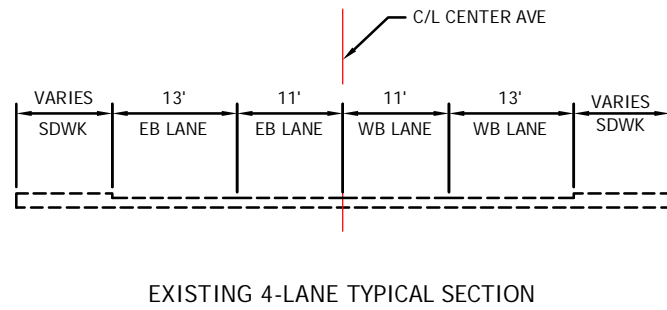 C/L CENTER AVE
VARIES 13' 11' 11' 13' VARIES
SDWK EB LANE EB LANE WB LANE WB LANE SDWK
EXISTING 4-LANE TYPICAL SECTION